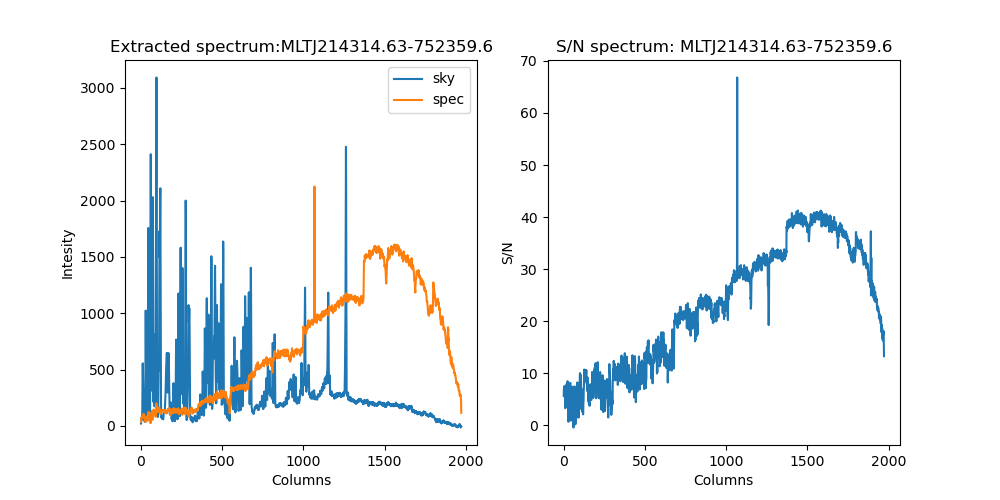 Extracted spectrum:MLTJ214314.63-752359.6
S/N spectrum: MLTJ214314.63-752359.6
sky
spec
Intesity
3000
2500
2000
1500
1000
500
0
0 500 1000 1500 2000
Columns
S/N
70
60
50
40
30
20
10
0
0 500 1000 1500 2000
Columns